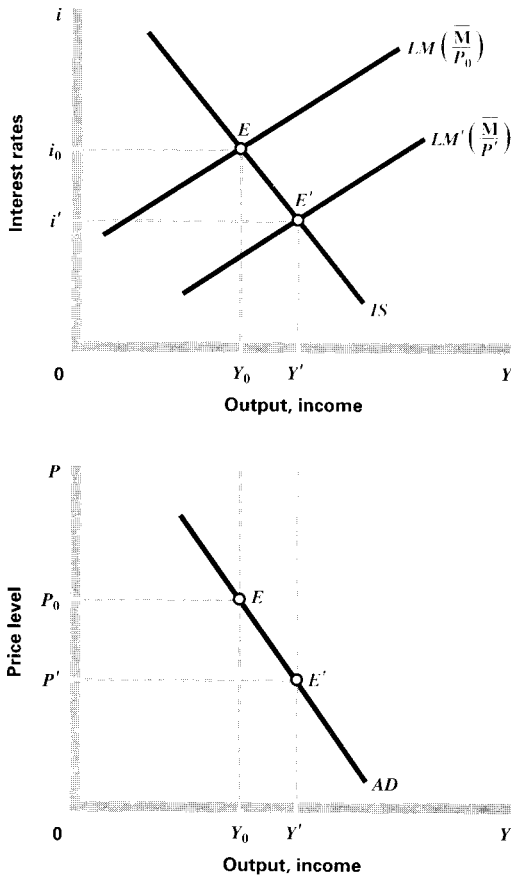 i
LM ( M̅ / P₀ )
LM' ( M̅ / P' )
E
i₀
E'
i'
IS
Interest rates
0
Y₀
Y'
Y
Output, income
P
P₀
E
P'
E'
AD
Price level
0
Y₀
Y'
Y
Output, income